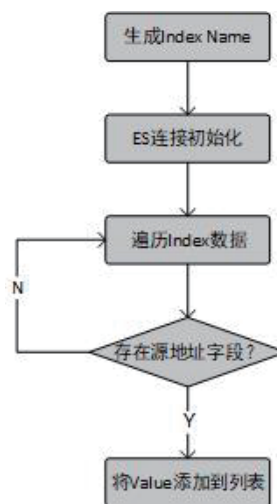 生成Index Name
ES连接初始化
遍历Index数据
N
存在源地址字段?
Y
将Value添加到列表